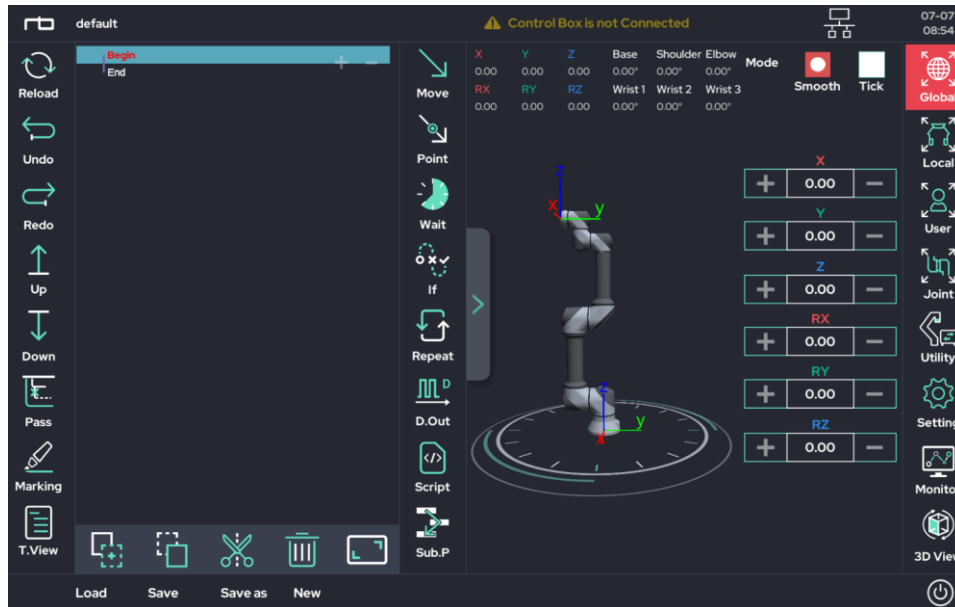 default
Control Box is not Connected
07-07
08:54
Reload
Undo
Redo
Up
Down
Pass
Marking
T.View
Begin
End
Move
Point
Wait
If
Repeat
D
D.Out
Script
Sub.P
X Y Z Base Shoulder Elbow
0.00 0.00 0.00 0.00° 0.00° 0.00°
RX RY RZ Wrist 1 Wrist 2 Wrist 3
0.00 0.00 0.00 0.00° 0.00° 0.00°
Mode
Smooth
Tick
z
x
y
z
x
y
X
0.00
Y
0.00
Z
0.00
RX
0.00
RY
0.00
RZ
0.00
Global
Local
User
Joint
Utility
Setting
Monito
3D View
Load Save Save as New